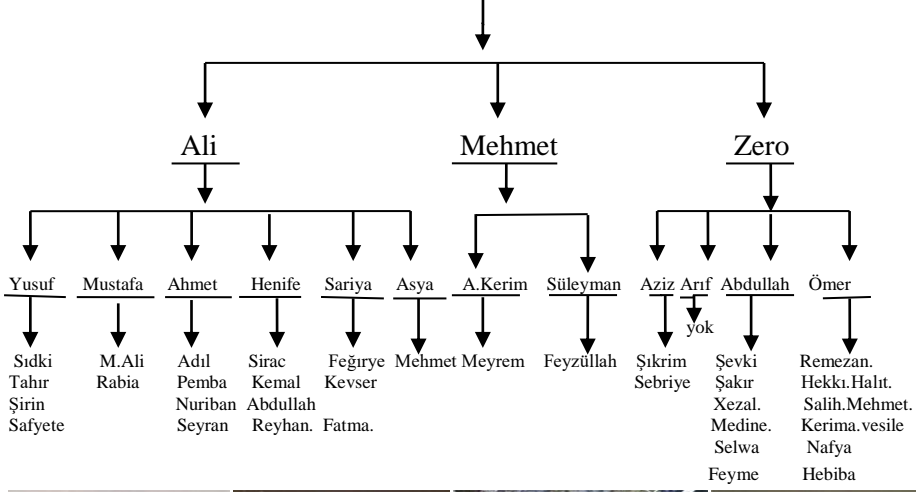 Ali Mehmet Zero
Yusuf Mustafa Ahmet Henife Sariya Asya A.Kerim Süleyman Aziz Arıf Abdullah Ömer
yok
Sıdki M.Ali Adıl Sirac Feğırye Mehmet Meyrem Feyzüllah Şıkrim Şevki Remezan.
Tahır Rabia Pemba Kemal Kevser Sebriye Şakır Hekkı.Halıt.
Şirin Nuriban Abdullah Xezal. Salih.Mehmet.
Safyete Seyran Reyhan. Fatma. Medine. Kerima.vesile
Selwa Nafya
Feyme Hebiba